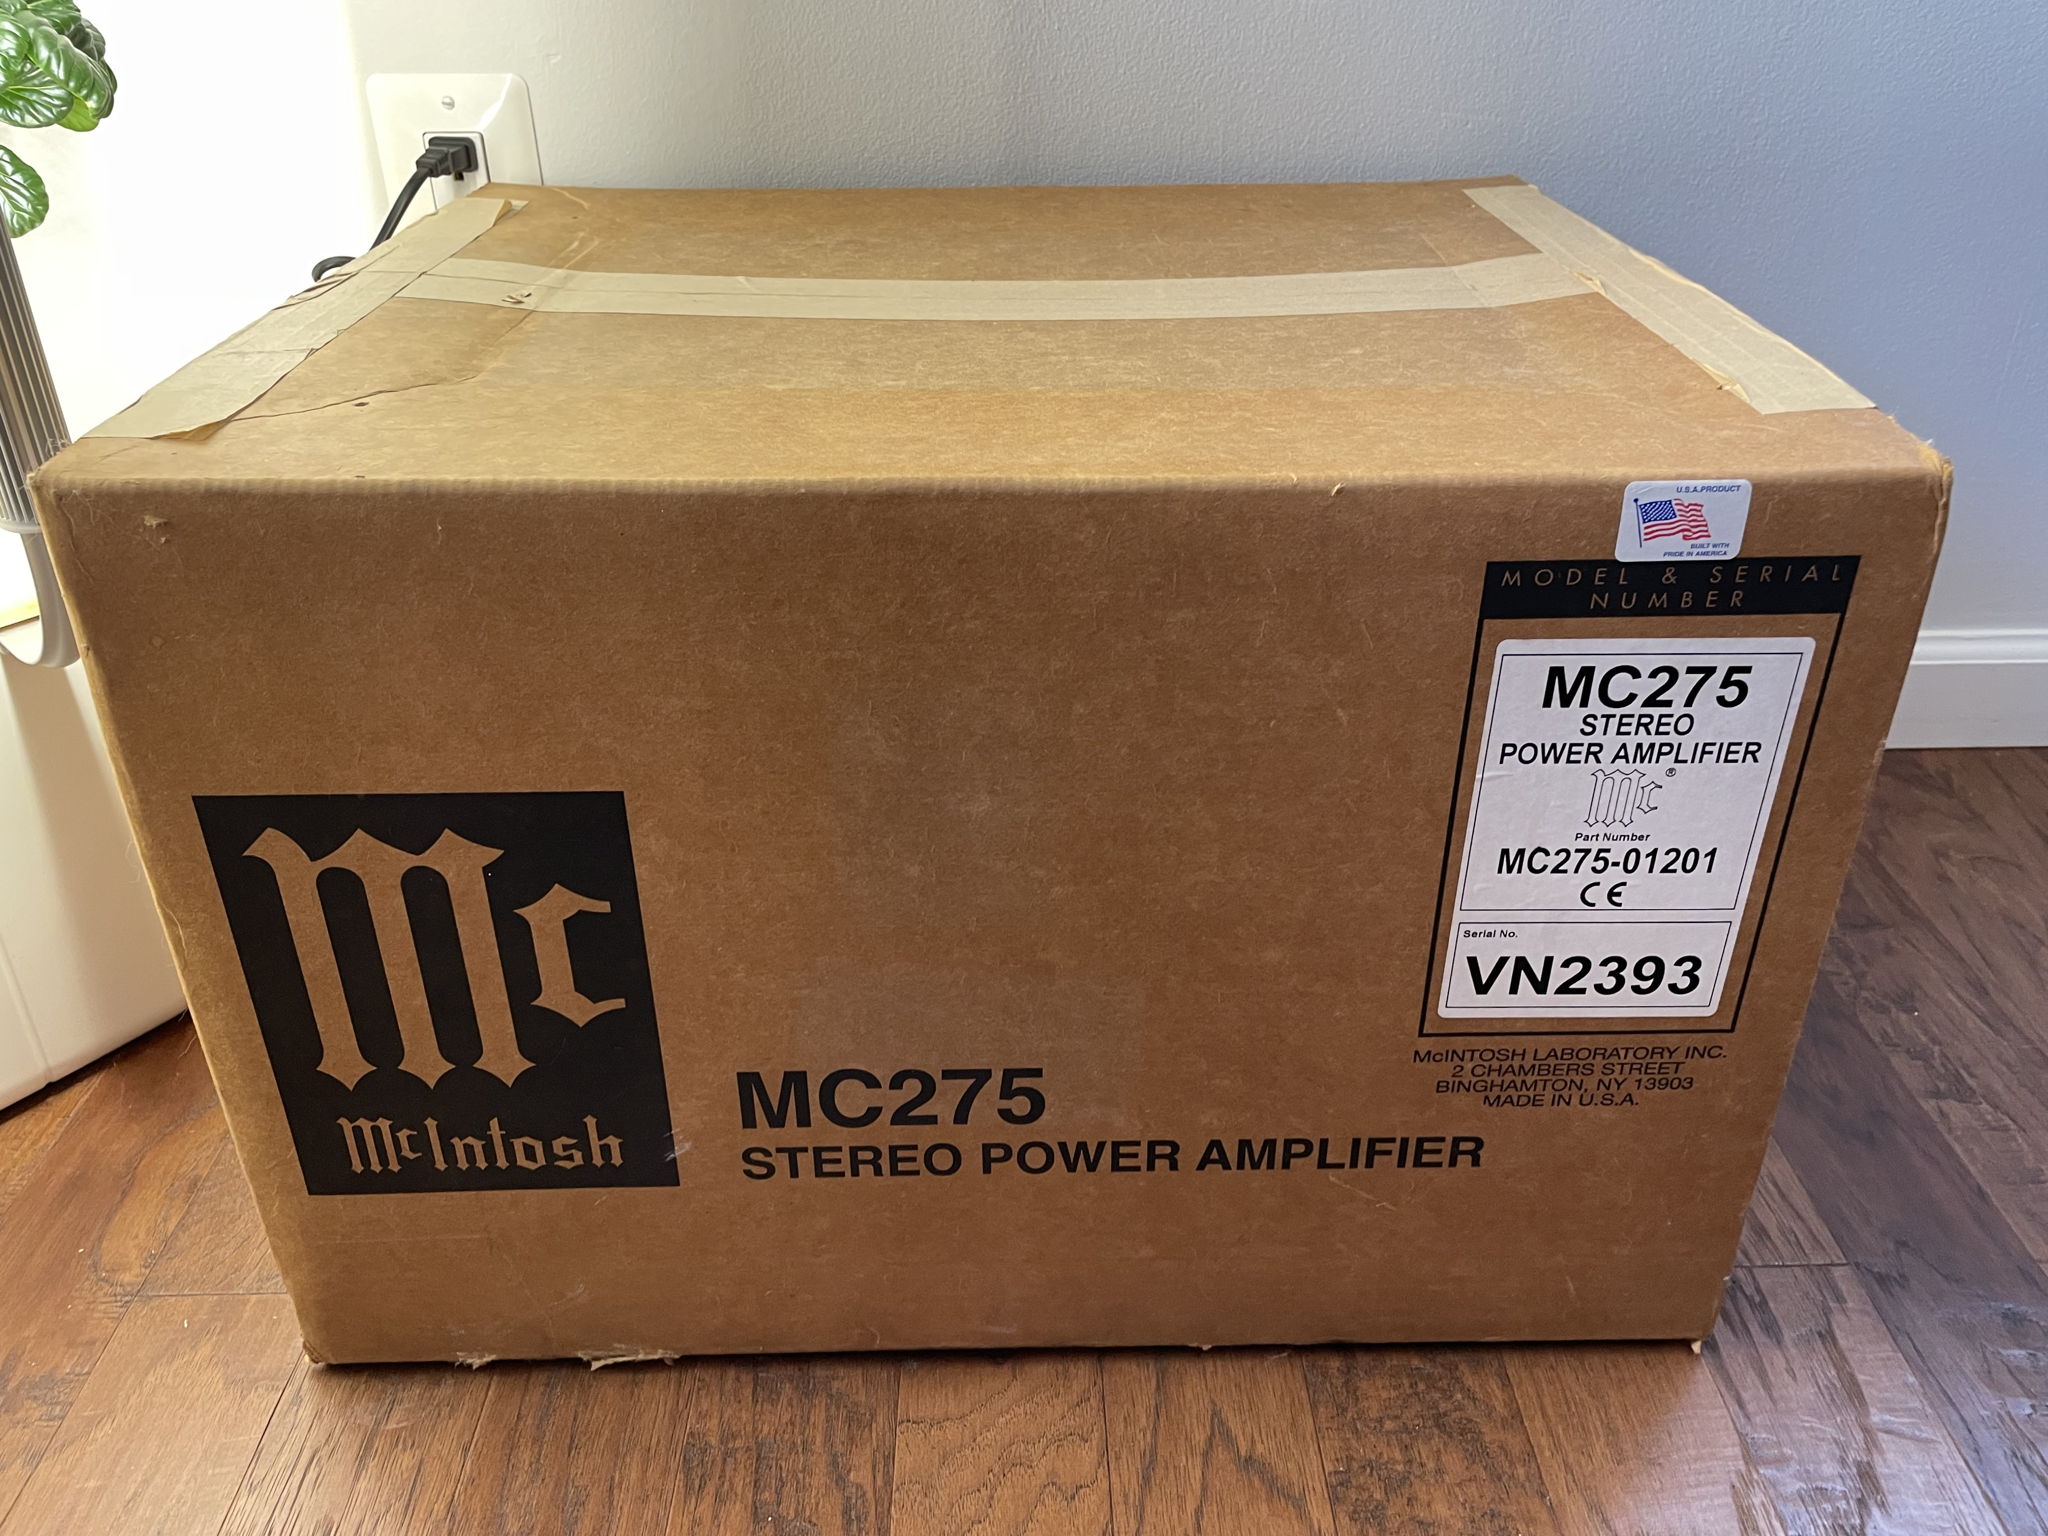 U.S.A.PRODUCT
BUILT WITH
PRIDE IN AMERICA
MODEL & SERIAL
NUMBER
MC275
STEREO
POWER AMPLIFIER
Mc®
Part Number
MC275-01201
CE
Serial No.
VN2393
McINTOSH LABORATORY INC.
2 CHAMBERS STREET
BINGHAMTON, NY 13903
MADE IN U.S.A.
Mc
McIntosh
MC275
STEREO POWER AMPLIFIER